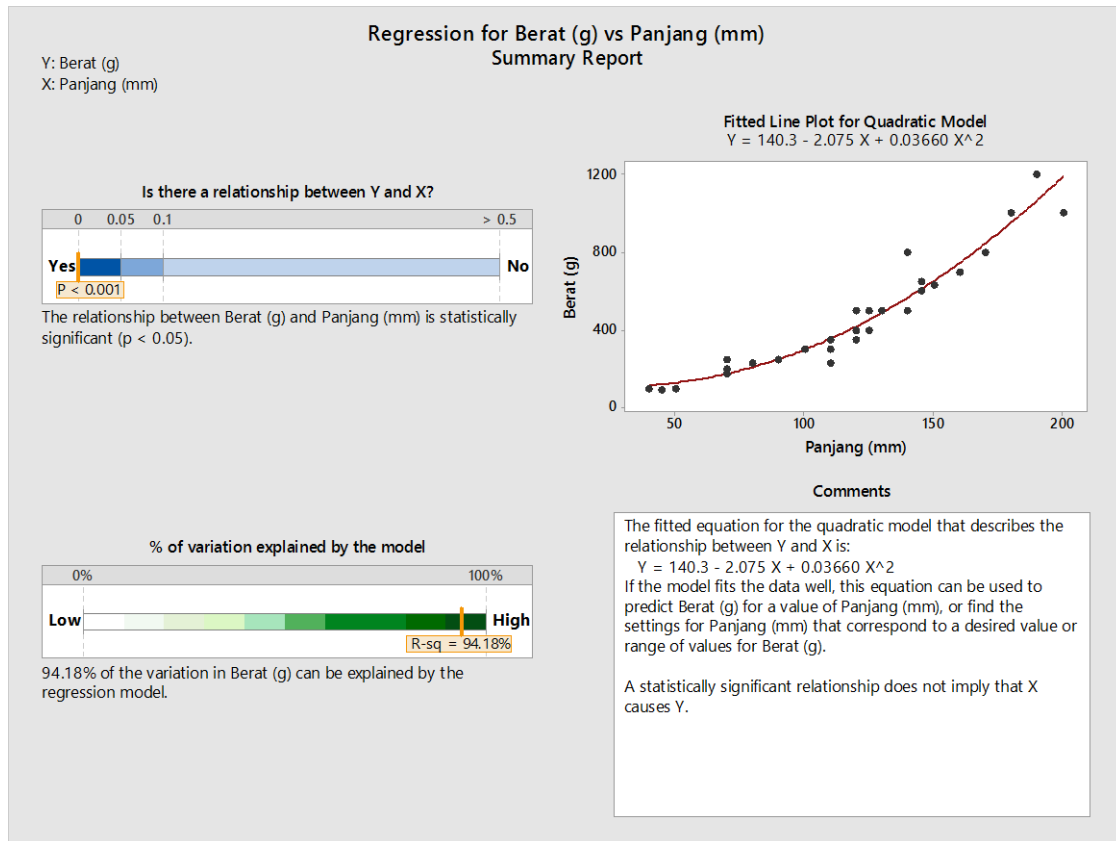 Regression for Berat (g) vs Panjang (mm)
Summary Report
Y: Berat (g)
X: Panjang (mm)
Is there a relationship between Y and X?
0 0.05 0.1 > 0.5
Yes No
P < 0.001
The relationship between Berat (g) and Panjang (mm) is statistically
significant (p < 0.05).
% of variation explained by the model
0% 100%
Low High
R-sq = 94.18%
94.18% of the variation in Berat (g) can be explained by the
regression model.
Fitted Line Plot for Quadratic Model
Y = 140.3 - 2.075 X + 0.03660 X^2
1200
800
400
0
Berat (g)
50 100 150 200
Panjang (mm)
Comments
The fitted equation for the quadratic model that describes the
relationship between Y and X is:
Y = 140.3 - 2.075 X + 0.03660 X^2
If the model fits the data well, this equation can be used to
predict Berat (g) for a value of Panjang (mm), or find the
settings for Panjang (mm) that correspond to a desired value or
range of values for Berat (g).
A statistically significant relationship does not imply that X
causes Y.